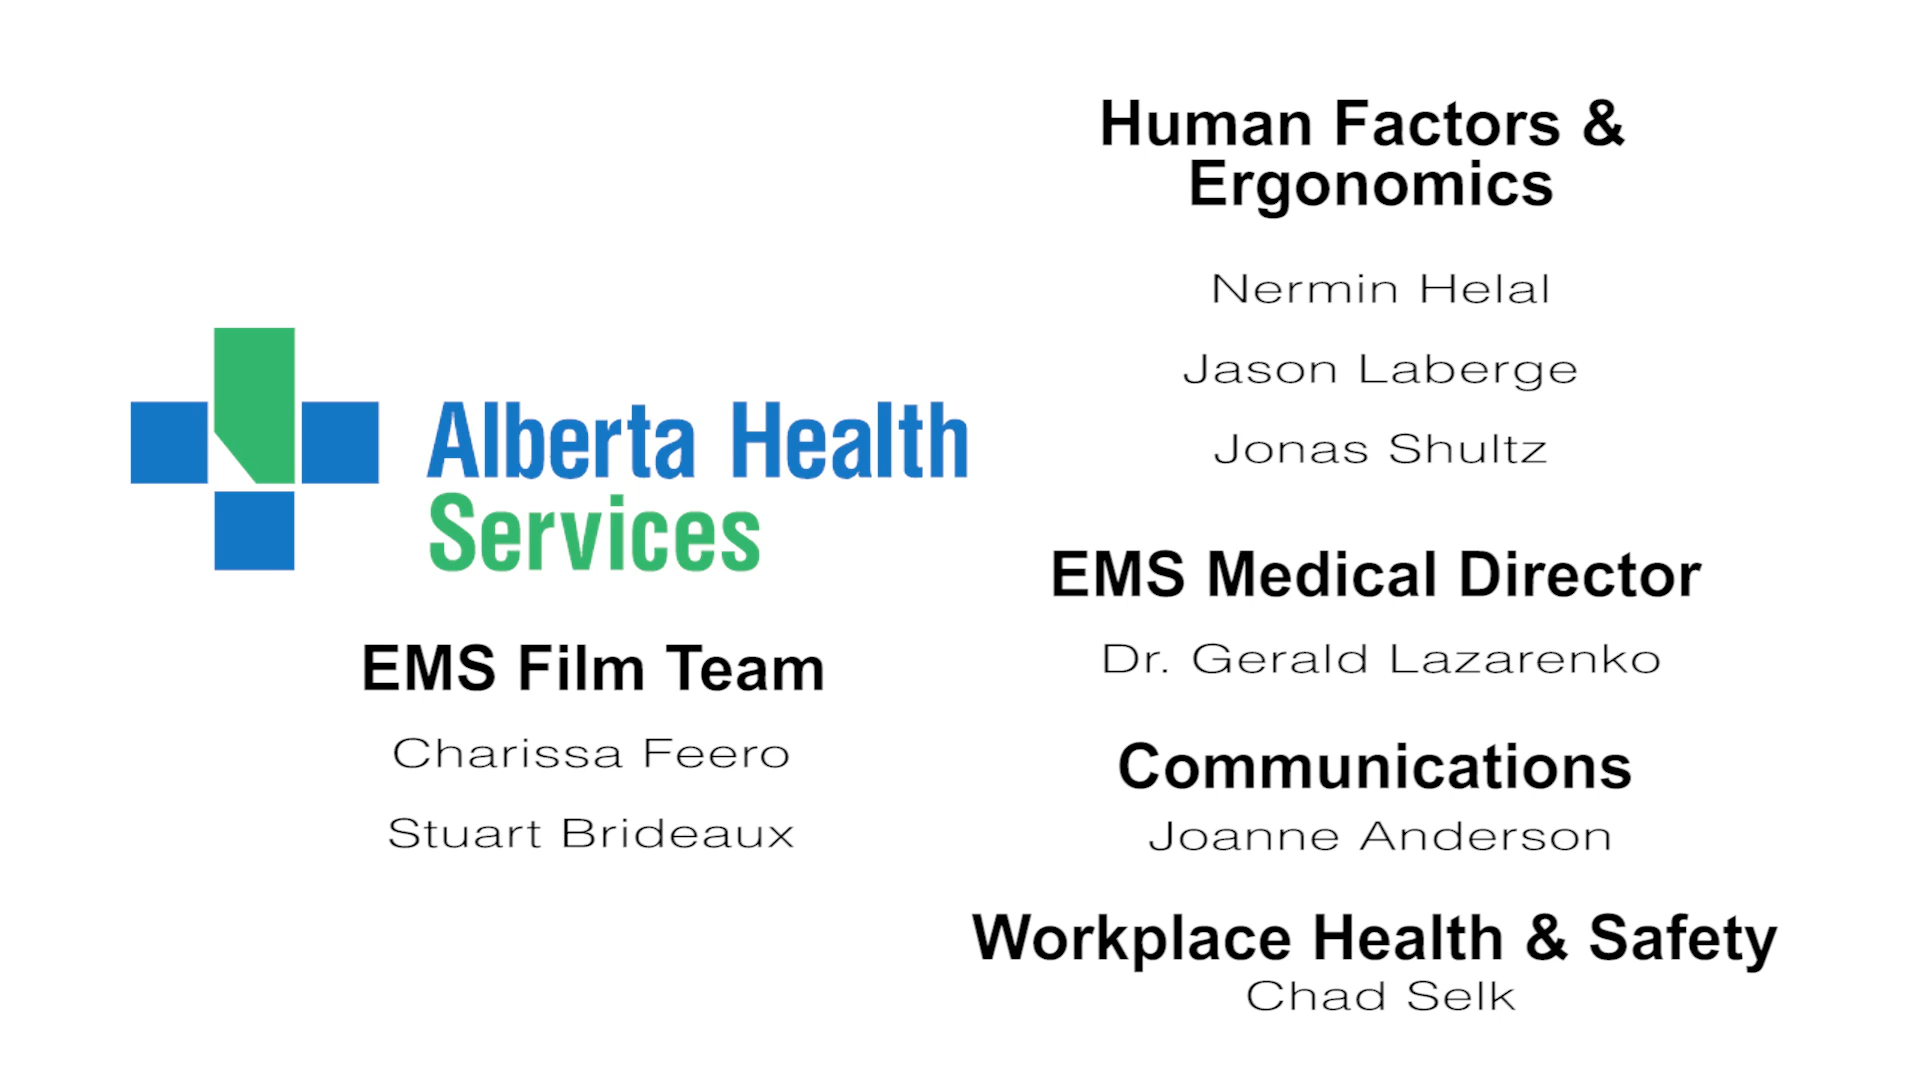 Alberta Health
Services
EMS Film Team
Charissa Feero
Stuart Brideaux
Human Factors &
Ergonomics
Nermin Helal
Jason Laberge
Jonas Shultz
EMS Medical Director
Dr. Gerald Lazarenko
Communications
Joanne Anderson
Workplace Health & Safety
Chad Selk